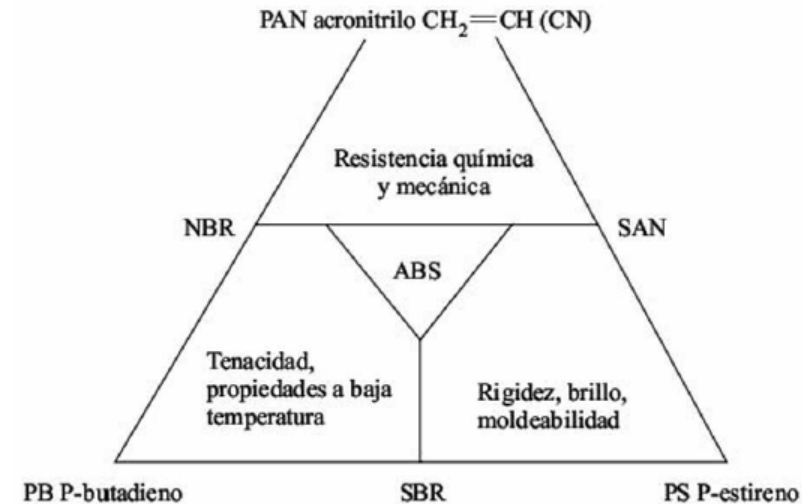 PAN acronitrilo CH₂=CH (CN)
Resistencia química
y mecánica
NBR
SAN
ABS
Tenacidad,
propiedades a baja
temperatura
Rigidez, brillo,
moldeabilidad
PB P-butadieno
SBR
PS P-estireno